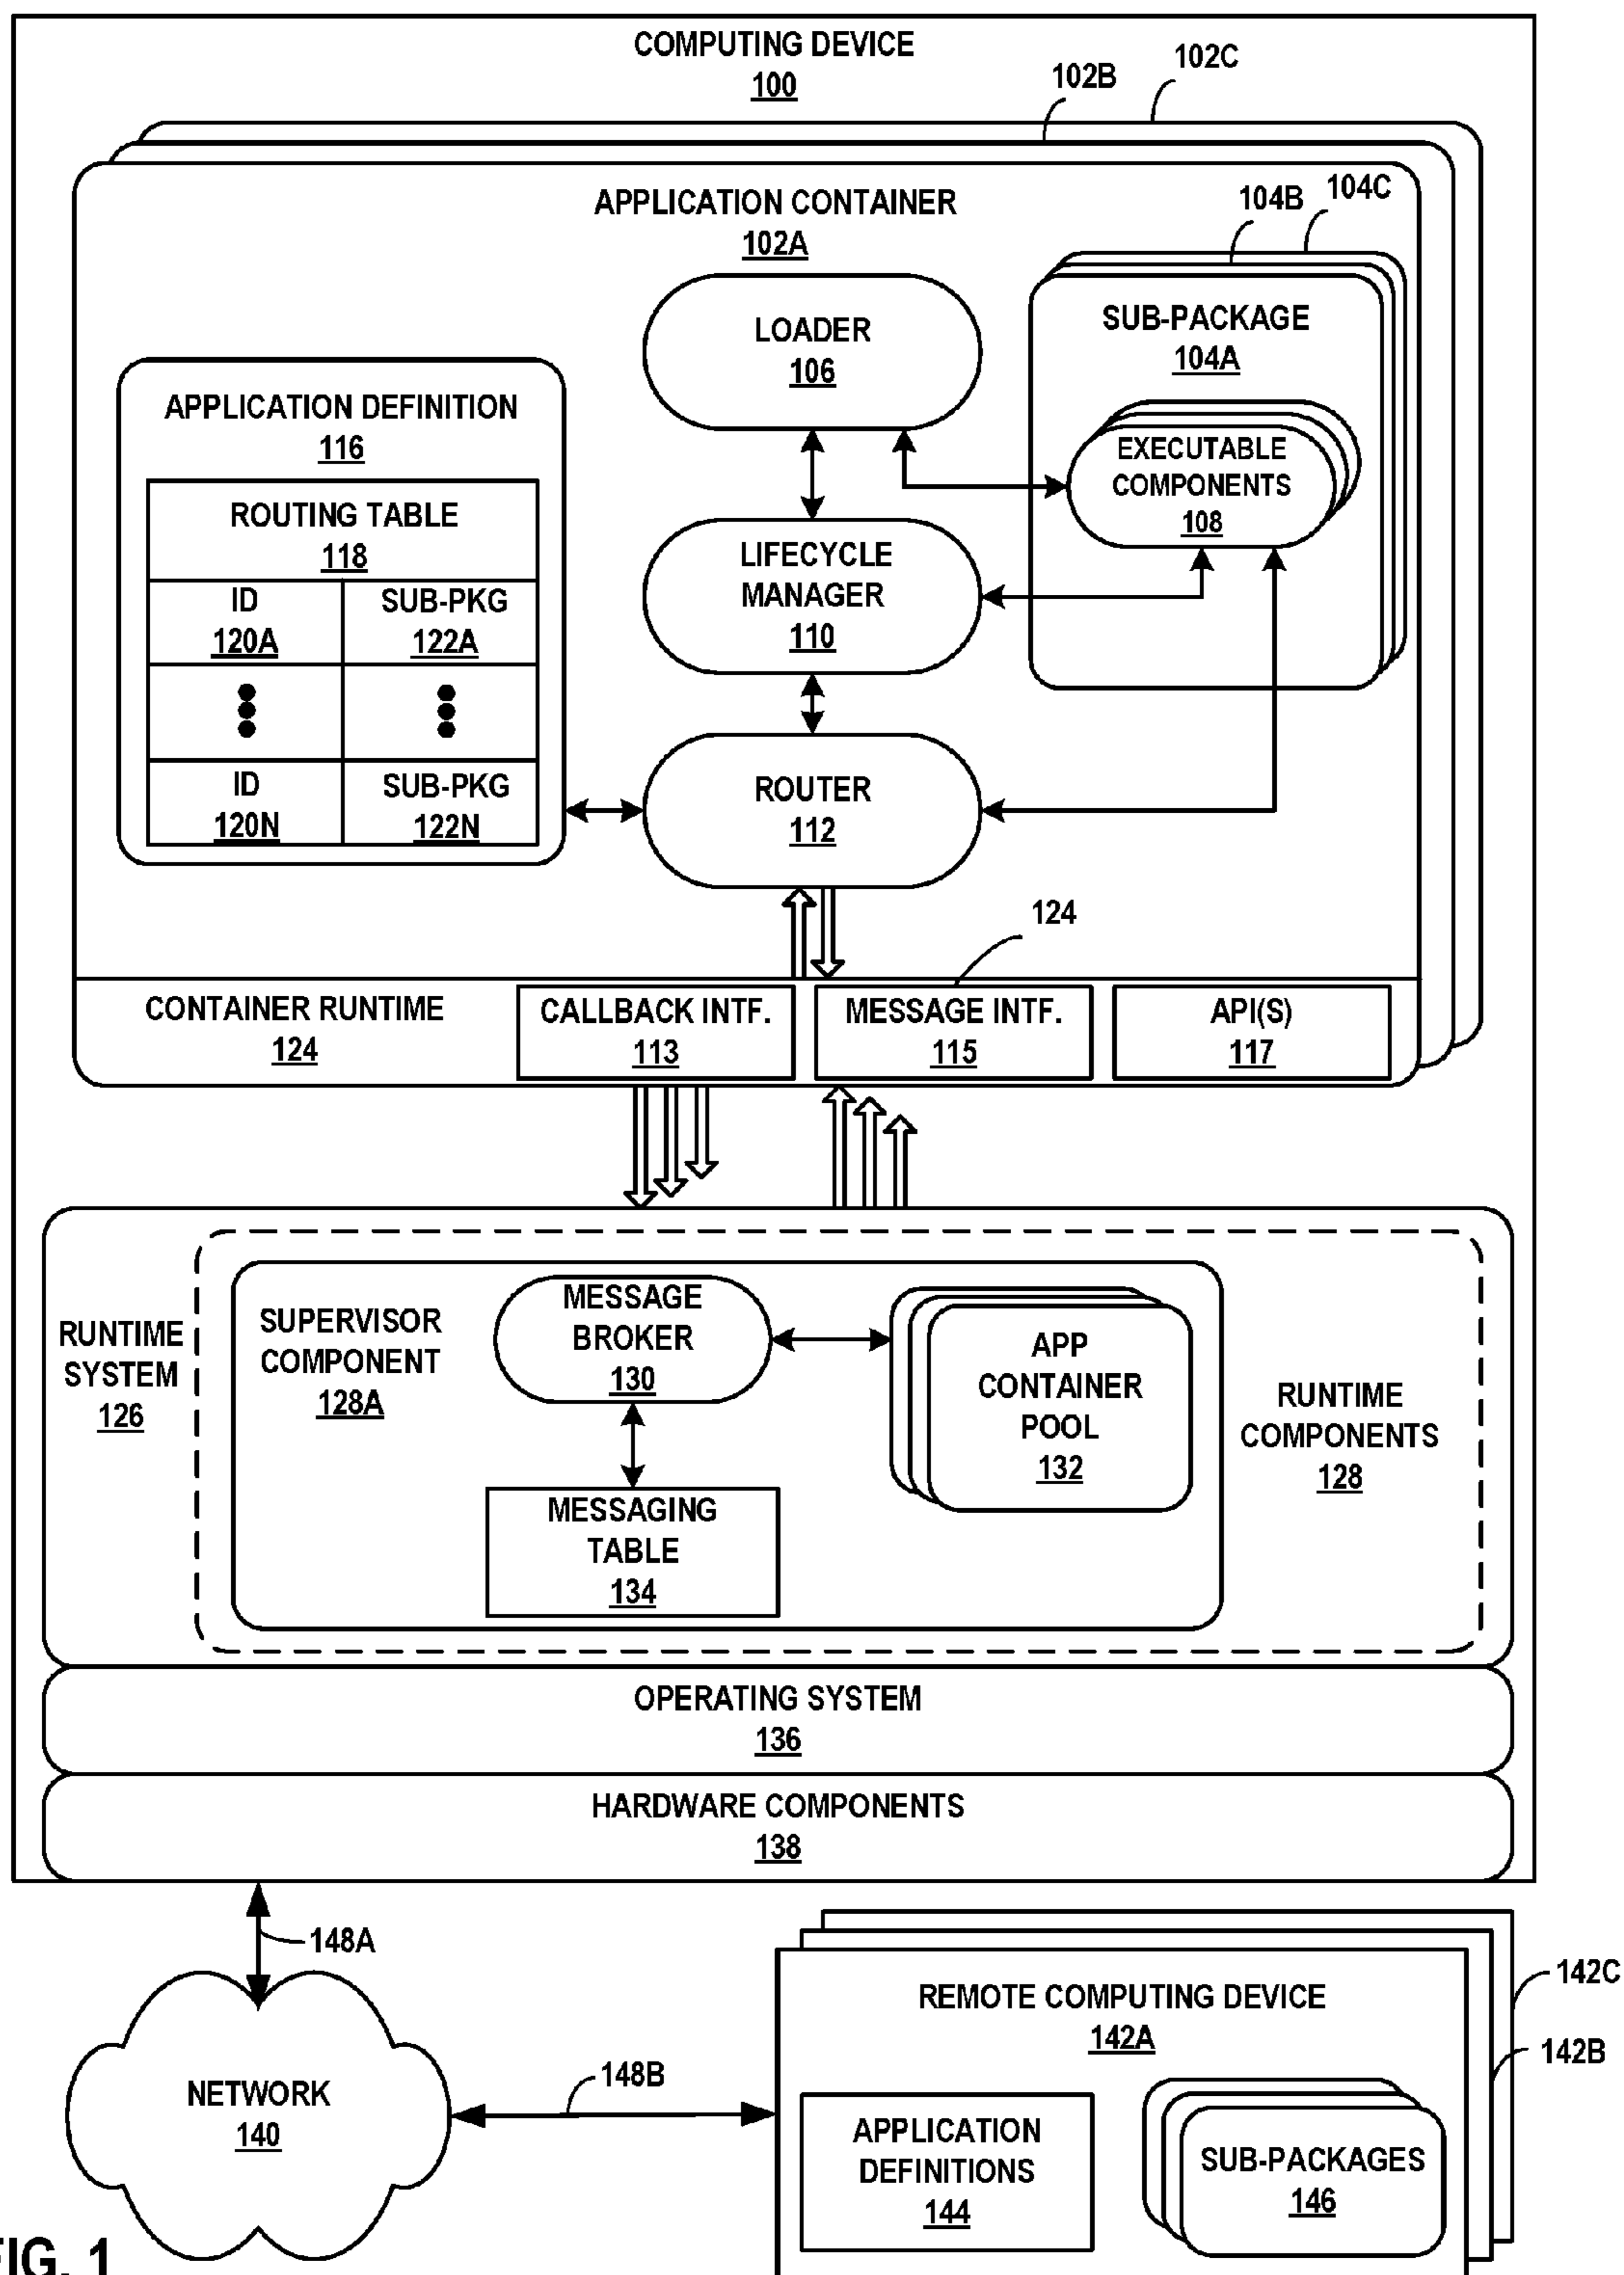 COMPUTING DEVICE
100
102B
102C
APPLICATION CONTAINER
102A
104B
104C
LOADER
106
SUB-PACKAGE
104A
EXECUTABLE
COMPONENTS
108
APPLICATION DEFINITION
116
ROUTING TABLE
118
ID
120A
SUB-PKG
122A
ID
120N
SUB-PKG
122N
LIFECYCLE
MANAGER
110
ROUTER
112
124
CONTAINER RUNTIME
124
CALLBACK INTF.
113
MESSAGE INTF.
115
API(S)
117
RUNTIME
SYSTEM
126
SUPERVISOR
COMPONENT
128A
MESSAGE
BROKER
130
APP
CONTAINER
POOL
132
MESSAGING
TABLE
134
RUNTIME
COMPONENTS
128
OPERATING SYSTEM
136
HARDWARE COMPONENTS
138
148A
NETWORK
140
148B
REMOTE COMPUTING DEVICE
142A
142C
142B
APPLICATION
DEFINITIONS
144
SUB-PACKAGES
146
FIG. 1